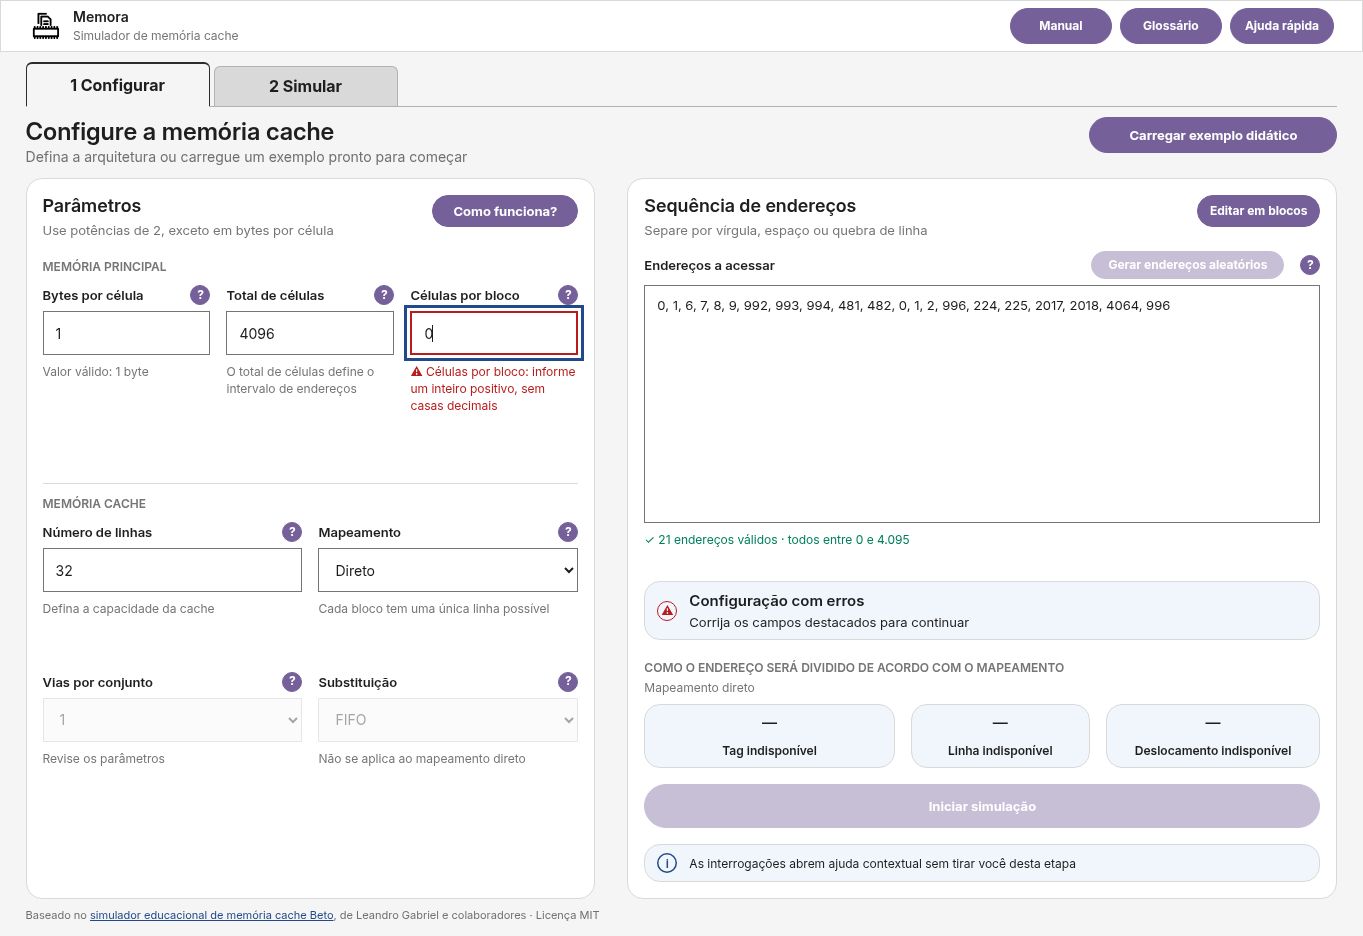 Memora
Simulador de memória cache
Manual
Glossário
Ajuda rápida
1 Configurar
2 Simular
Configure a memória cache
Defina a arquitetura ou carregue um exemplo pronto para começar
Carregar exemplo didático
Parâmetros
Use potências de 2, exceto em bytes por célula
Como funciona?
MEMÓRIA PRINCIPAL
Bytes por célula ?
1
Valor válido: 1 byte
Total de células ?
4096
O total de células define o
intervalo de endereços
Células por bloco ?
0
Células por bloco: informe
um inteiro positivo, sem
casas decimais
MEMÓRIA CACHE
Número de linhas ?
32
Defina a capacidade da cache
Mapeamento ?
Direto
Cada bloco tem uma única linha possível
Vias por conjunto ?
1
Revise os parâmetros
Substituição ?
FIFO
Não se aplica ao mapeamento direto
Sequência de endereços
Separe por vírgula, espaço ou quebra de linha
Editar em blocos
Endereços a acessar
Gerar endereços aleatórios ?
0, 1, 6, 7, 8, 9, 992, 993, 994, 481, 482, 0, 1, 2, 996, 224, 225, 2017, 2018, 4064, 996
✓ 21 endereços válidos · todos entre 0 e 4.095
Configuração com erros
Corrija os campos destacados para continuar
COMO O ENDEREÇO SERÁ DIVIDIDO DE ACORDO COM O MAPEAMENTO
Mapeamento direto
—
Tag indisponível
—
Linha indisponível
—
Deslocamento indisponível
Iniciar simulação
i As interrogações abrem ajuda contextual sem tirar você desta etapa
Baseado no simulador educacional de memória cache Beto, de Leandro Gabriel e colaboradores · Licença MIT